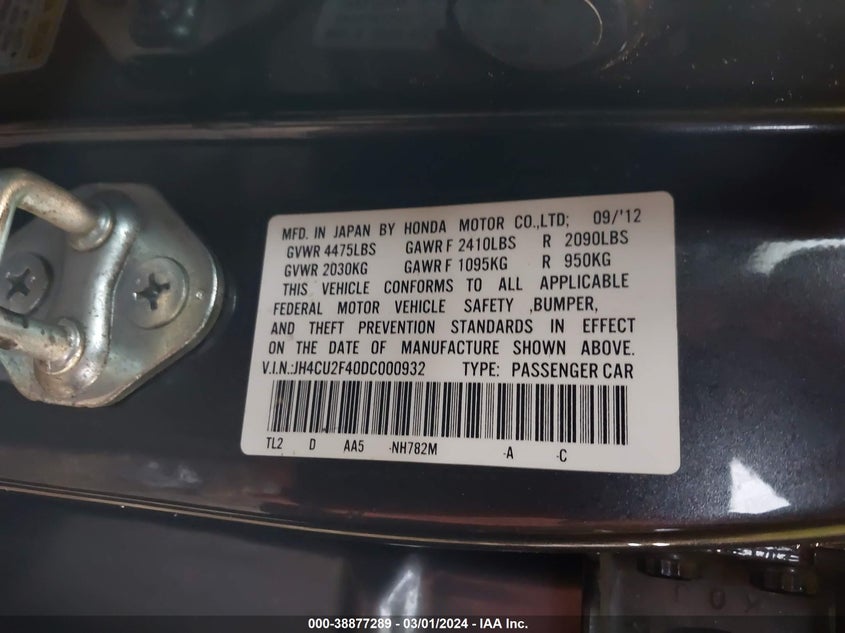 MFD. IN JAPAN BY HONDA MOTOR CO.,LTD; 09/'12
GVWR 4475LBS GAWR F 2410LBS R 2090LBS
GVWR 2030KG GAWR F 1095KG R 950KG
THIS VEHICLE CONFORMS TO ALL APPLICABLE
FEDERAL MOTOR VEHICLE SAFETY ,BUMPER,
AND THEFT PREVENTION STANDARDS IN EFFECT
ON THE DATE OF MANUFACTURE SHOWN ABOVE.
V.I.N.:JH4CU2F40DC000932 TYPE: PASSENGER CAR
TL2 D AA5 -NH782M -A -C
000-38877289 - 03/01/2024 - IAA Inc.